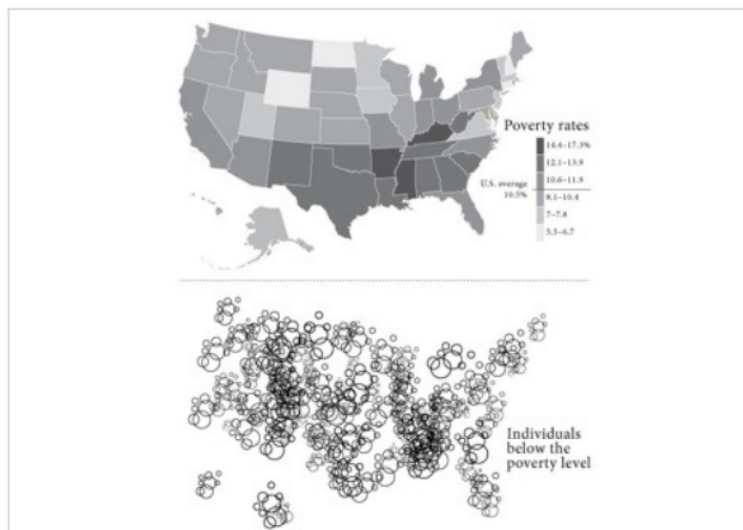 Poverty rates
14.4–17.3%
12.1–13.9
10.6–11.9
U.S. average
10.5%
8.1–10.4
7–7.8
5.5–6.7
Individuals
below the
poverty level